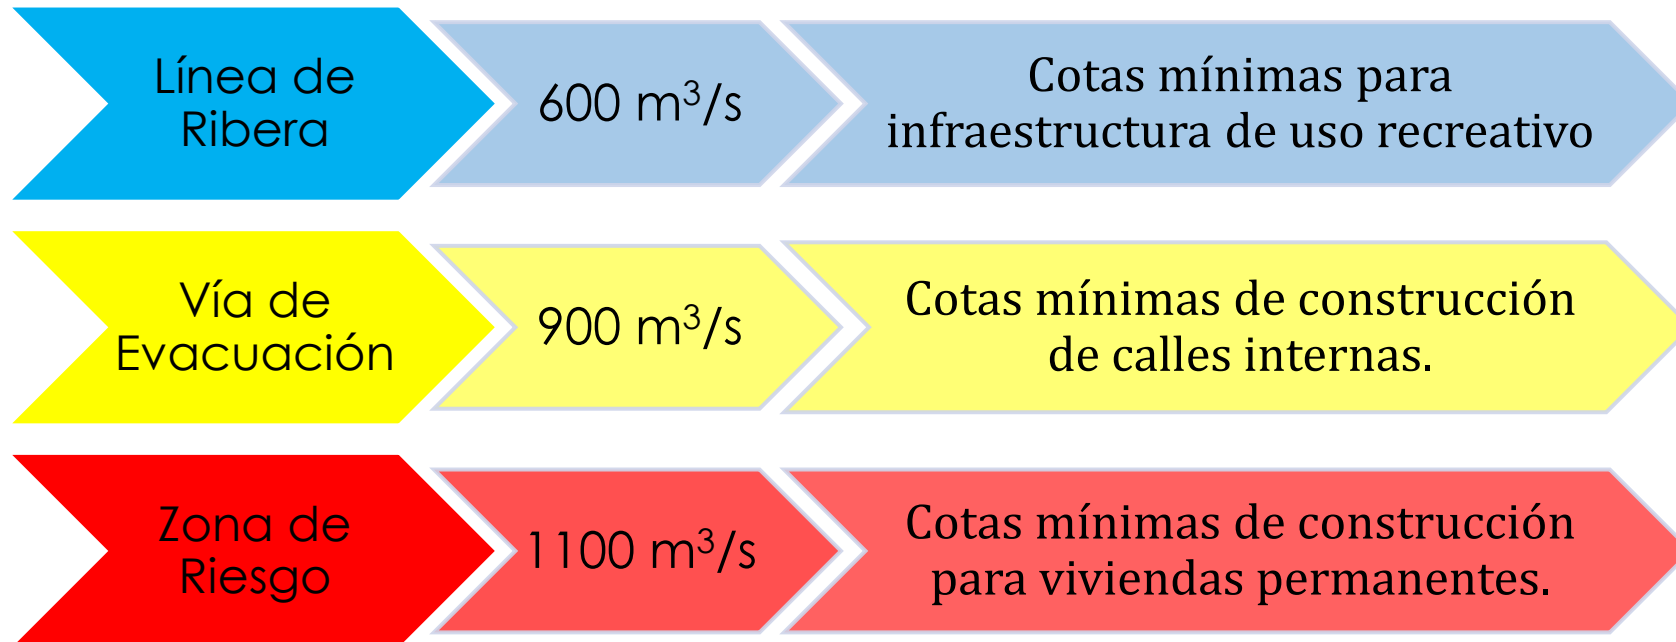 Línea de
Ribera
600 m³/s
Cotas mínimas para
infraestructura de uso recreativo
Vía de
Evacuación
900 m³/s
Cotas mínimas de construcción
de calles internas.
Zona de
Riesgo
1100 m³/s
Cotas mínimas de construcción
para viviendas permanentes.